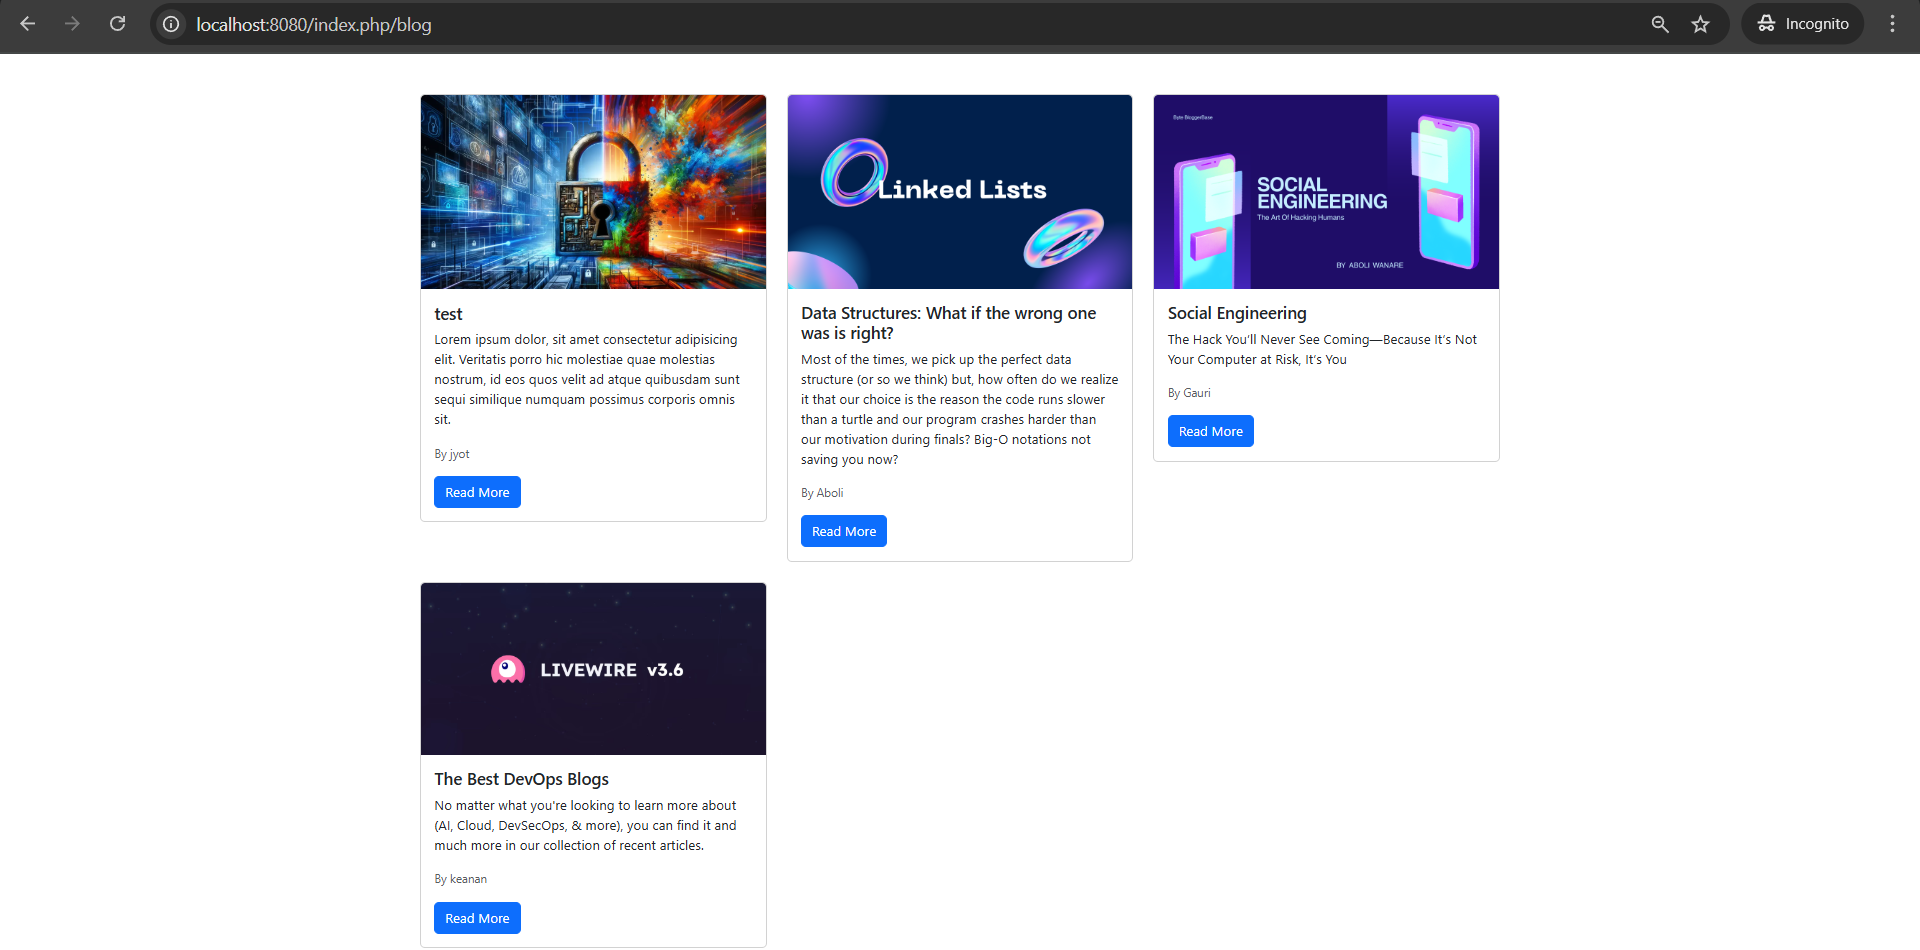 localhost:8080/index.php/blog
Incognito
Linked Lists
Byte BloggerBase
SOCIAL
ENGINEERING
The Art Of Hacking Humans
BY ABOLI WANARE
test
Lorem ipsum dolor, sit amet consectetur adipisicing
elit. Veritatis porro hic molestiae quae molestias
nostrum, id eos quos velit ad atque quibusdam sunt
sequi similique numquam possimus corporis omnis
sit.
By jyot
Read More
Data Structures: What if the wrong one
was is right?
Most of the times, we pick up the perfect data
structure (or so we think) but, how often do we realize
it that our choice is the reason the code runs slower
than a turtle and our program crashes harder than
our motivation during finals? Big-O notations not
saving you now?
By Aboli
Read More
Social Engineering
The Hack You’ll Never See Coming—Because It’s Not
Your Computer at Risk, It’s You
By Gauri
Read More
LIVEWIRE v3.6
The Best DevOps Blogs
No matter what you're looking to learn more about
(AI, Cloud, DevSecOps, & more), you can find it and
much more in our collection of recent articles.
By keanan
Read More